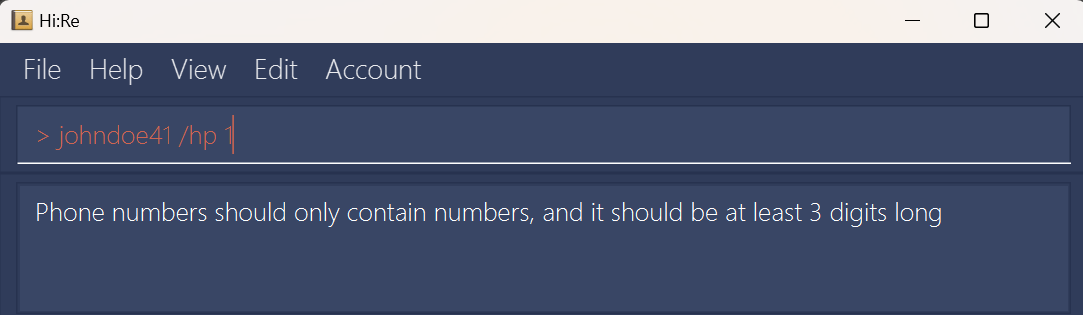 Hi:Re
File Help View Edit Account
> johndoe41 /hp 1
Phone numbers should only contain numbers, and it should be at least 3 digits long